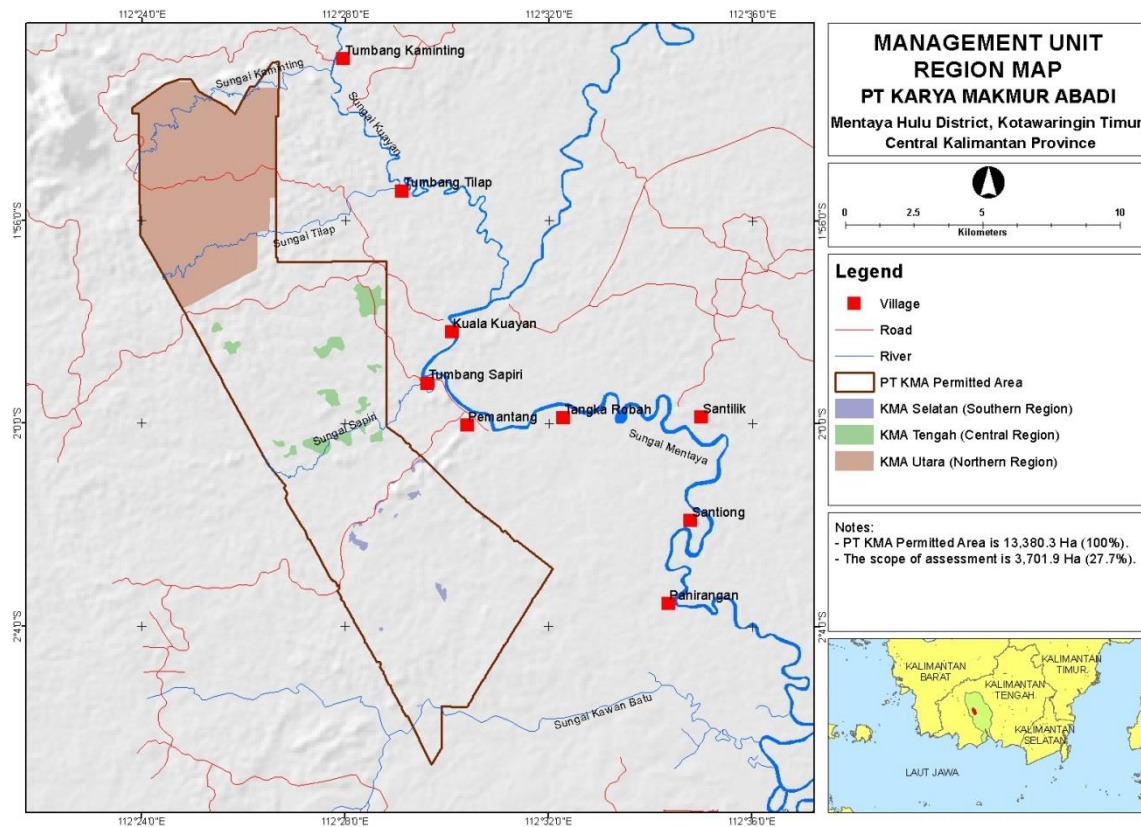 112°24'0"E
112°28'0"E
112°32'0"E
112°36'0"E
1°56'0"S
2°0'0"S
2°4'0"S
1°56'0"S
2°0'0"S
2°4'0"S
112°24'0"E
112°28'0"E
112°32'0"E
112°36'0"E
Tumbang Kaminting
Sungai Kaminting
Sungai Kuayan
Tumbang Tilap
Sungai Tilap
Kuala Kuayan
Tumbang Sapiri
Pemantang
Tangka Robah
Santilik
Sungai Sapiri
Sungai Mentaya
Santiong
Panirangan
Sungai Kawan Batu
MANAGEMENT UNIT
REGION MAP
PT KARYA MAKMUR ABADI
Mentaya Hulu District, Kotawaringin Timur
Central Kalimantan Province
0 2.5 5 10
Kilometers
Legend
Village
Road
River
PT KMA Permitted Area
KMA Selatan (Southern Region)
KMA Tengah (Central Region)
KMA Utara (Northern Region)
Notes:
- PT KMA Permitted Area is 13,380.3 Ha (100%).
- The scope of assessment is 3,701.9 Ha (27.7%).
KALIMANTAN
BARAT
KALIMANTAN
TIMUR
KALIMANTAN
TENGAH
KALIMANTAN
SELATAN
LAUT JAWA